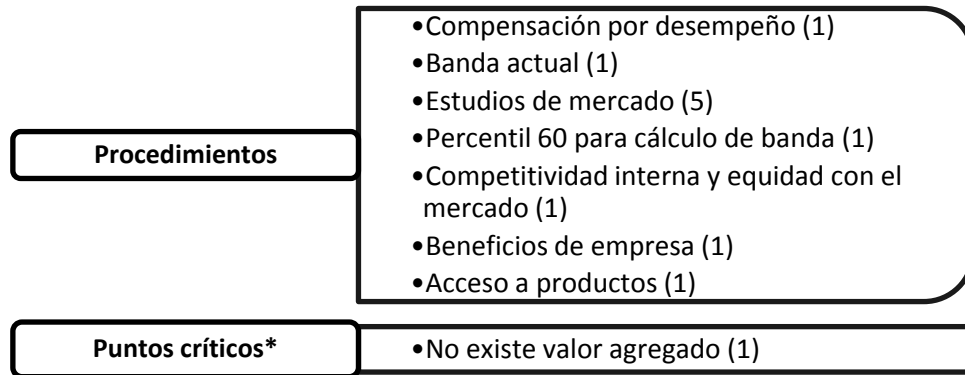 Procedimientos
•Compensación por desempeño (1)
•Banda actual (1)
•Estudios de mercado (5)
•Percentil 60 para cálculo de banda (1)
•Competitividad interna y equidad con el
mercado (1)
•Beneficios de empresa (1)
•Acceso a productos (1)
Puntos críticos*
•No existe valor agregado (1)